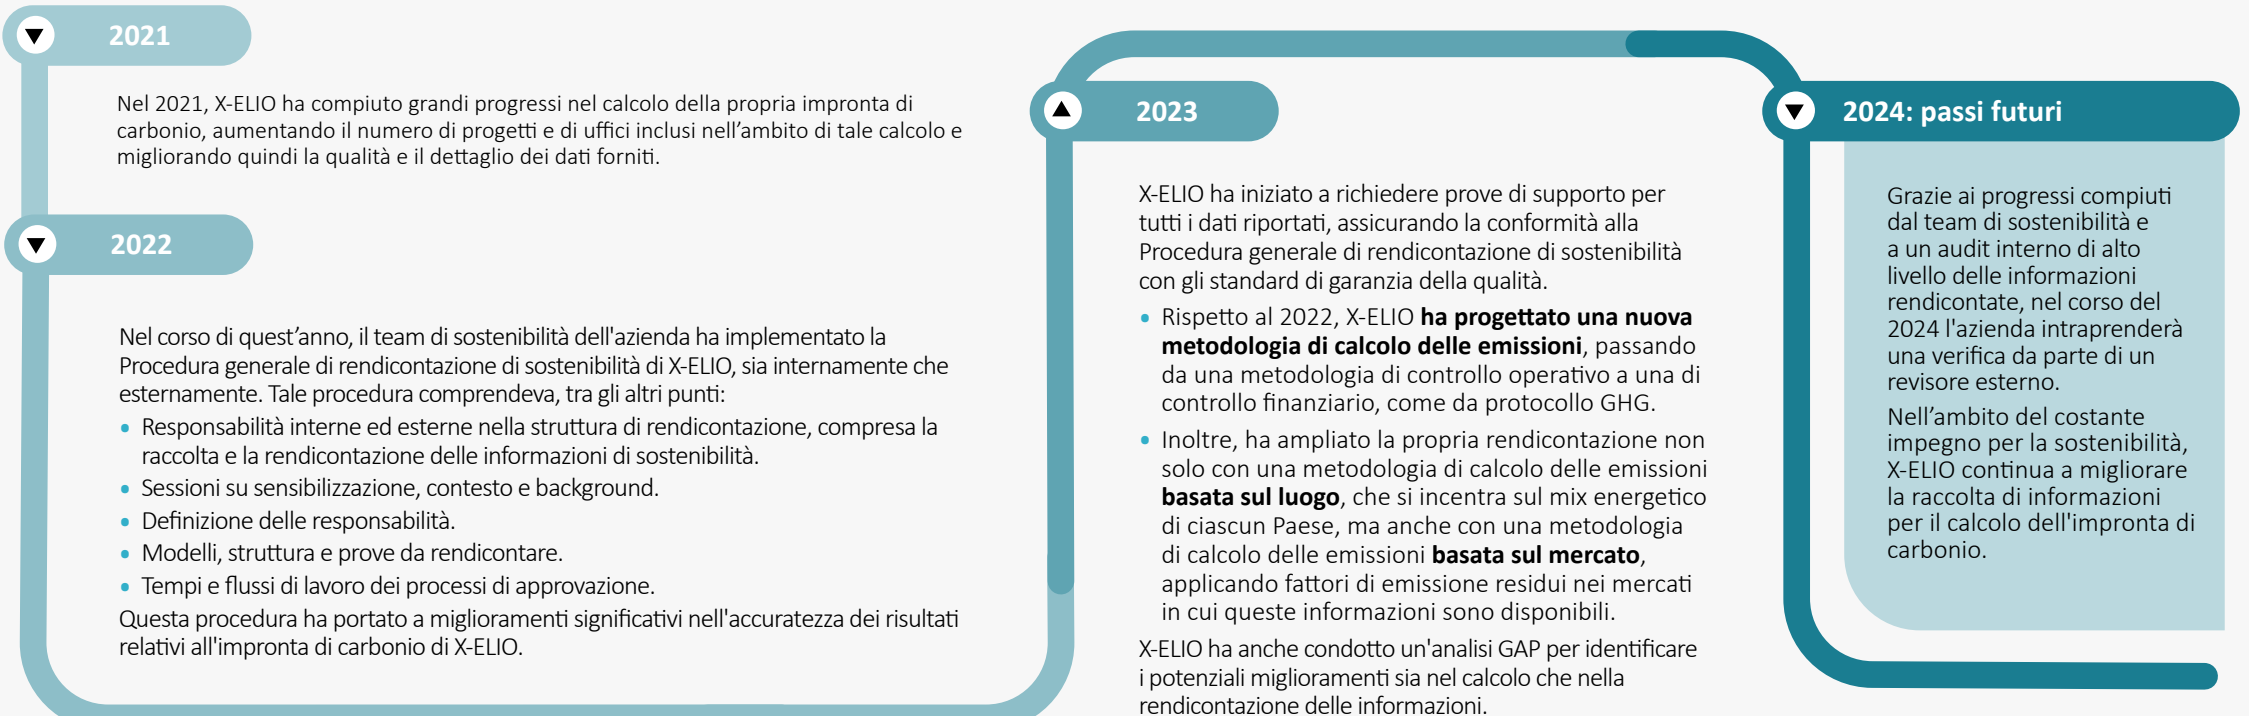 2021
Nel 2021, X-ELIO ha compiuto grandi progressi nel calcolo della propria impronta di
carbonio, aumentando il numero di progetti e di uffici inclusi nell’ambito di tale calcolo e
migliorando quindi la qualità e il dettaglio dei dati forniti.
2022
Nel corso di quest’anno, il team di sostenibilità dell'azienda ha implementato la
Procedura generale di rendicontazione di sostenibilità di X-ELIO, sia internamente che
esternamente. Tale procedura comprendeva, tra gli altri punti:
• Responsabilità interne ed esterne nella struttura di rendicontazione, compresa la
raccolta e la rendicontazione delle informazioni di sostenibilità.
• Sessioni su sensibilizzazione, contesto e background.
• Definizione delle responsabilità.
• Modelli, struttura e prove da rendicontare.
• Tempi e flussi di lavoro dei processi di approvazione.
Questa procedura ha portato a miglioramenti significativi nell'accuratezza dei risultati
relativi all'impronta di carbonio di X-ELIO.
2023
X-ELIO ha iniziato a richiedere prove di supporto per
tutti i dati riportati, assicurando la conformità alla
Procedura generale di rendicontazione di sostenibilità
con gli standard di garanzia della qualità.
• Rispetto al 2022, X-ELIO ha progettato una nuova
metodologia di calcolo delle emissioni, passando
da una metodologia di controllo operativo a una di
controllo finanziario, come da protocollo GHG.
• Inoltre, ha ampliato la propria rendicontazione non
solo con una metodologia di calcolo delle emissioni
basata sul luogo, che si incentra sul mix energetico
di ciascun Paese, ma anche con una metodologia
di calcolo delle emissioni basata sul mercato,
applicando fattori di emissione residui nei mercati
in cui queste informazioni sono disponibili.
X-ELIO ha anche condotto un'analisi GAP per identificare
i potenziali miglioramenti sia nel calcolo che nella
rendicontazione delle informazioni.
2024: passi futuri
Grazie ai progressi compiuti
dal team di sostenibilità e
a un audit interno di alto
livello delle informazioni
rendicontate, nel corso del
2024 l'azienda intraprenderà
una verifica da parte di un
revisore esterno.
Nell’ambito del costante
impegno per la sostenibilità,
X-ELIO continua a migliorare
la raccolta di informazioni
per il calcolo dell'impronta di
carbonio.